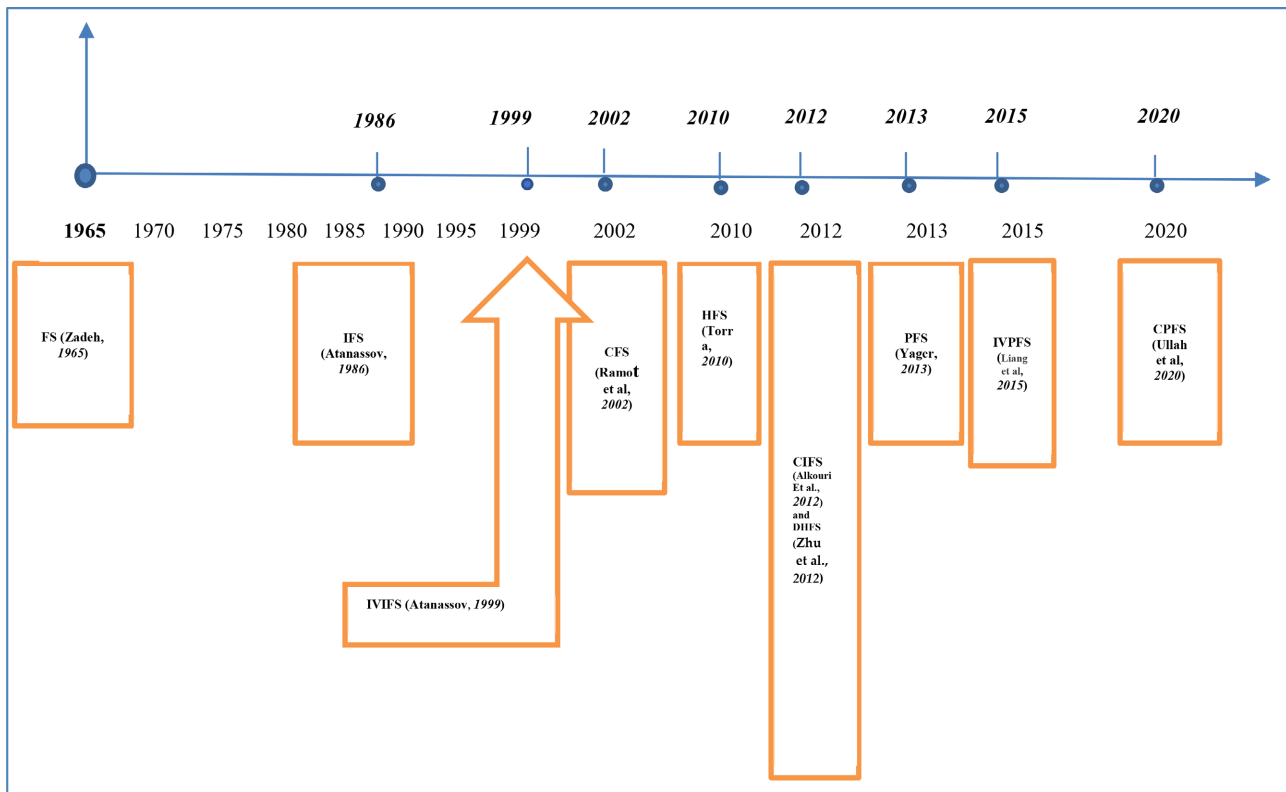 1986 1999 2002 2010 2012 2013 2015 2020
1965 1970 1975 1980 1985 1990 1995 1999 2002 2010 2012 2013 2015 2020
FS (Zadeh,
1965)
IFS
(Atanassov,
1986)
IVIFS (Atanassov, 1999)
CFS
(Ramot
et al,
2002)
HFS
(Torr
a,
2010)
CIFS
(Alkouri
Et al.,
2012)
and
DHFS
(Zhu
et al.,
2012)
PFS
(Yager,
2013)
IVPFS
(Liang
et al,
2015)
CPFS
(Ullah
et al,
2020)